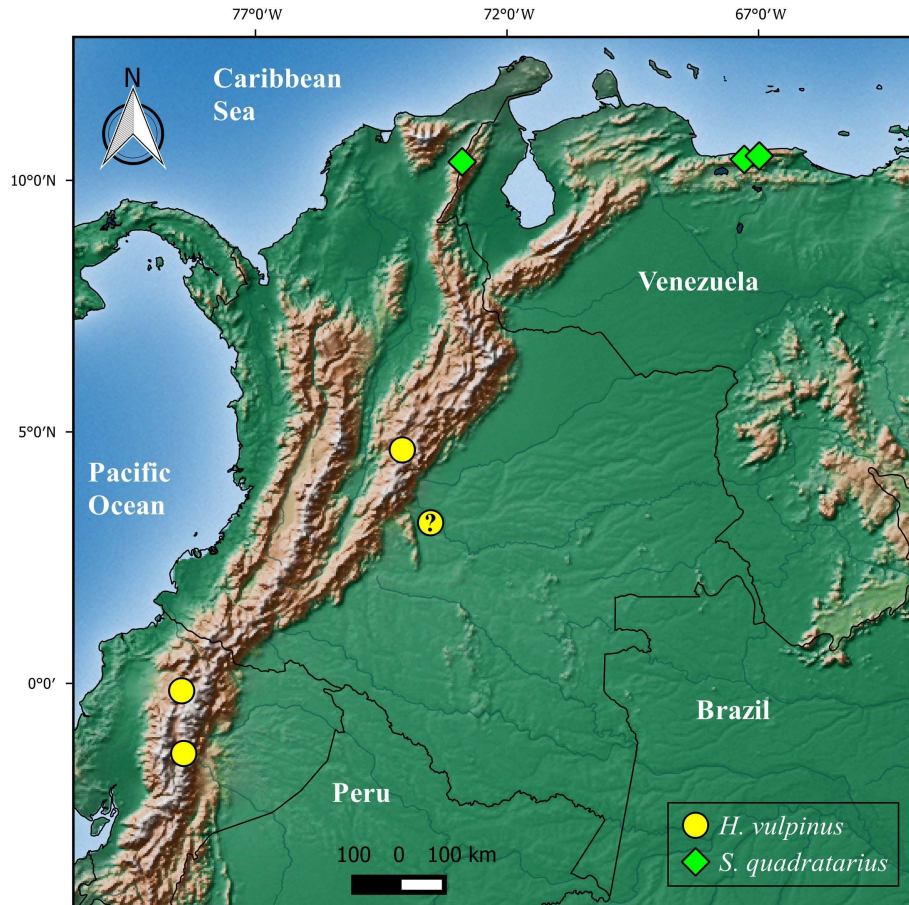 77°0'W 72°0'W 67°0'W
N
Caribbean
Sea
10°0'N
Venezuela
5°0'N
Pacific
Ocean
?
0°0'
Brazil
Peru
H. vulpinus
S. quadratarius
100 0 100 km